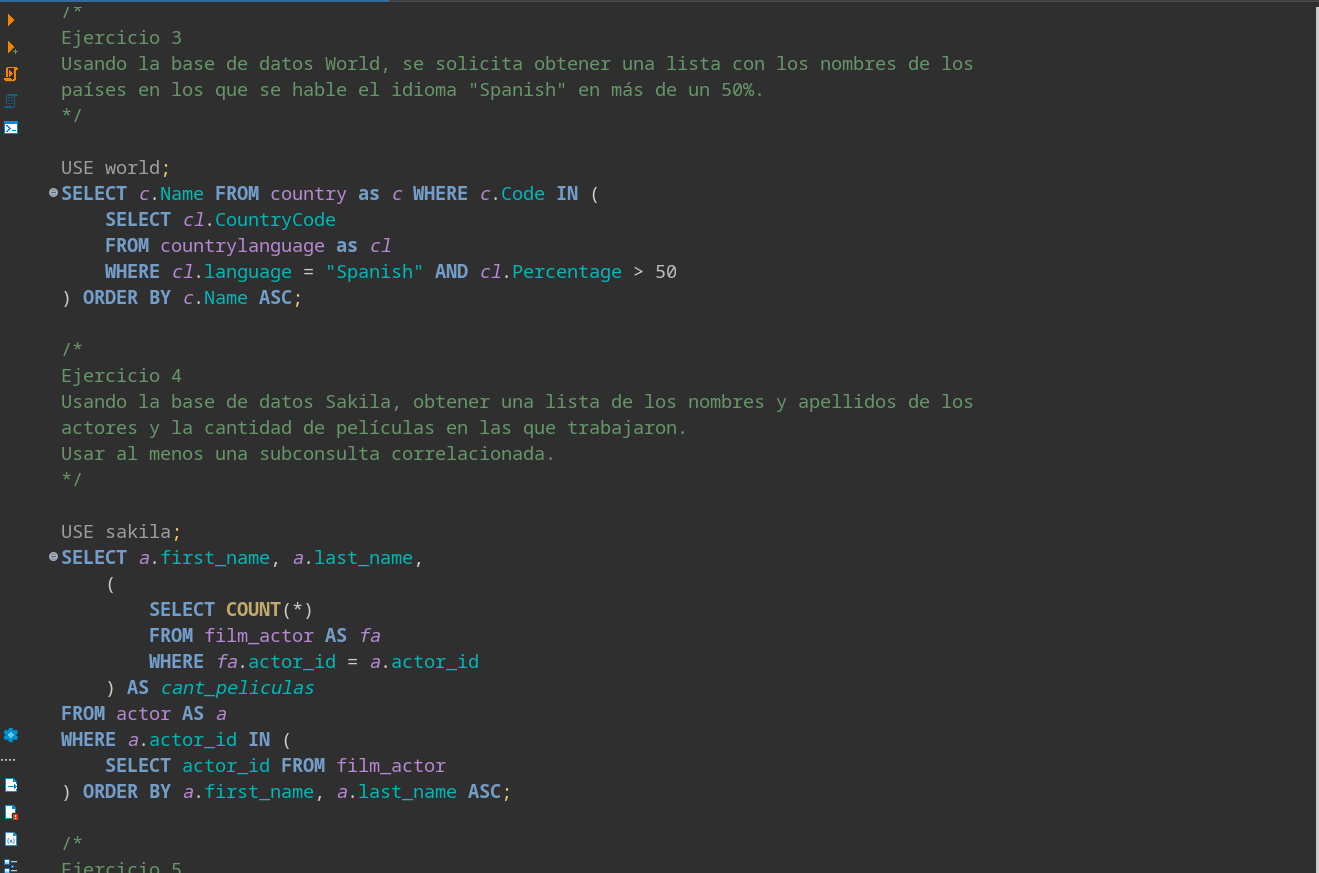 /*
Ejercicio 3
Usando la base de datos World, se solicita obtener una lista con los nombres de los
países en los que se hable el idioma "Spanish" en más de un 50%.
*/
USE world;
SELECT c.Name FROM country as c WHERE c.Code IN (
    SELECT cl.CountryCode
    FROM countrylanguage as cl
    WHERE cl.language = "Spanish" AND cl.Percentage > 50
) ORDER BY c.Name ASC;
/*
Ejercicio 4
Usando la base de datos Sakila, obtener una lista de los nombres y apellidos de los
actores y la cantidad de películas en las que trabajaron.
Usar al menos una subconsulta correlacionada.
*/
USE sakila;
SELECT a.first_name, a.last_name,
    (
        SELECT COUNT(*)
        FROM film_actor AS fa
        WHERE fa.actor_id = a.actor_id
    ) AS cant_peliculas
FROM actor AS a
WHERE a.actor_id IN (
    SELECT actor_id FROM film_actor
) ORDER BY a.first_name, a.last_name ASC;
/*
Ejercicio 5